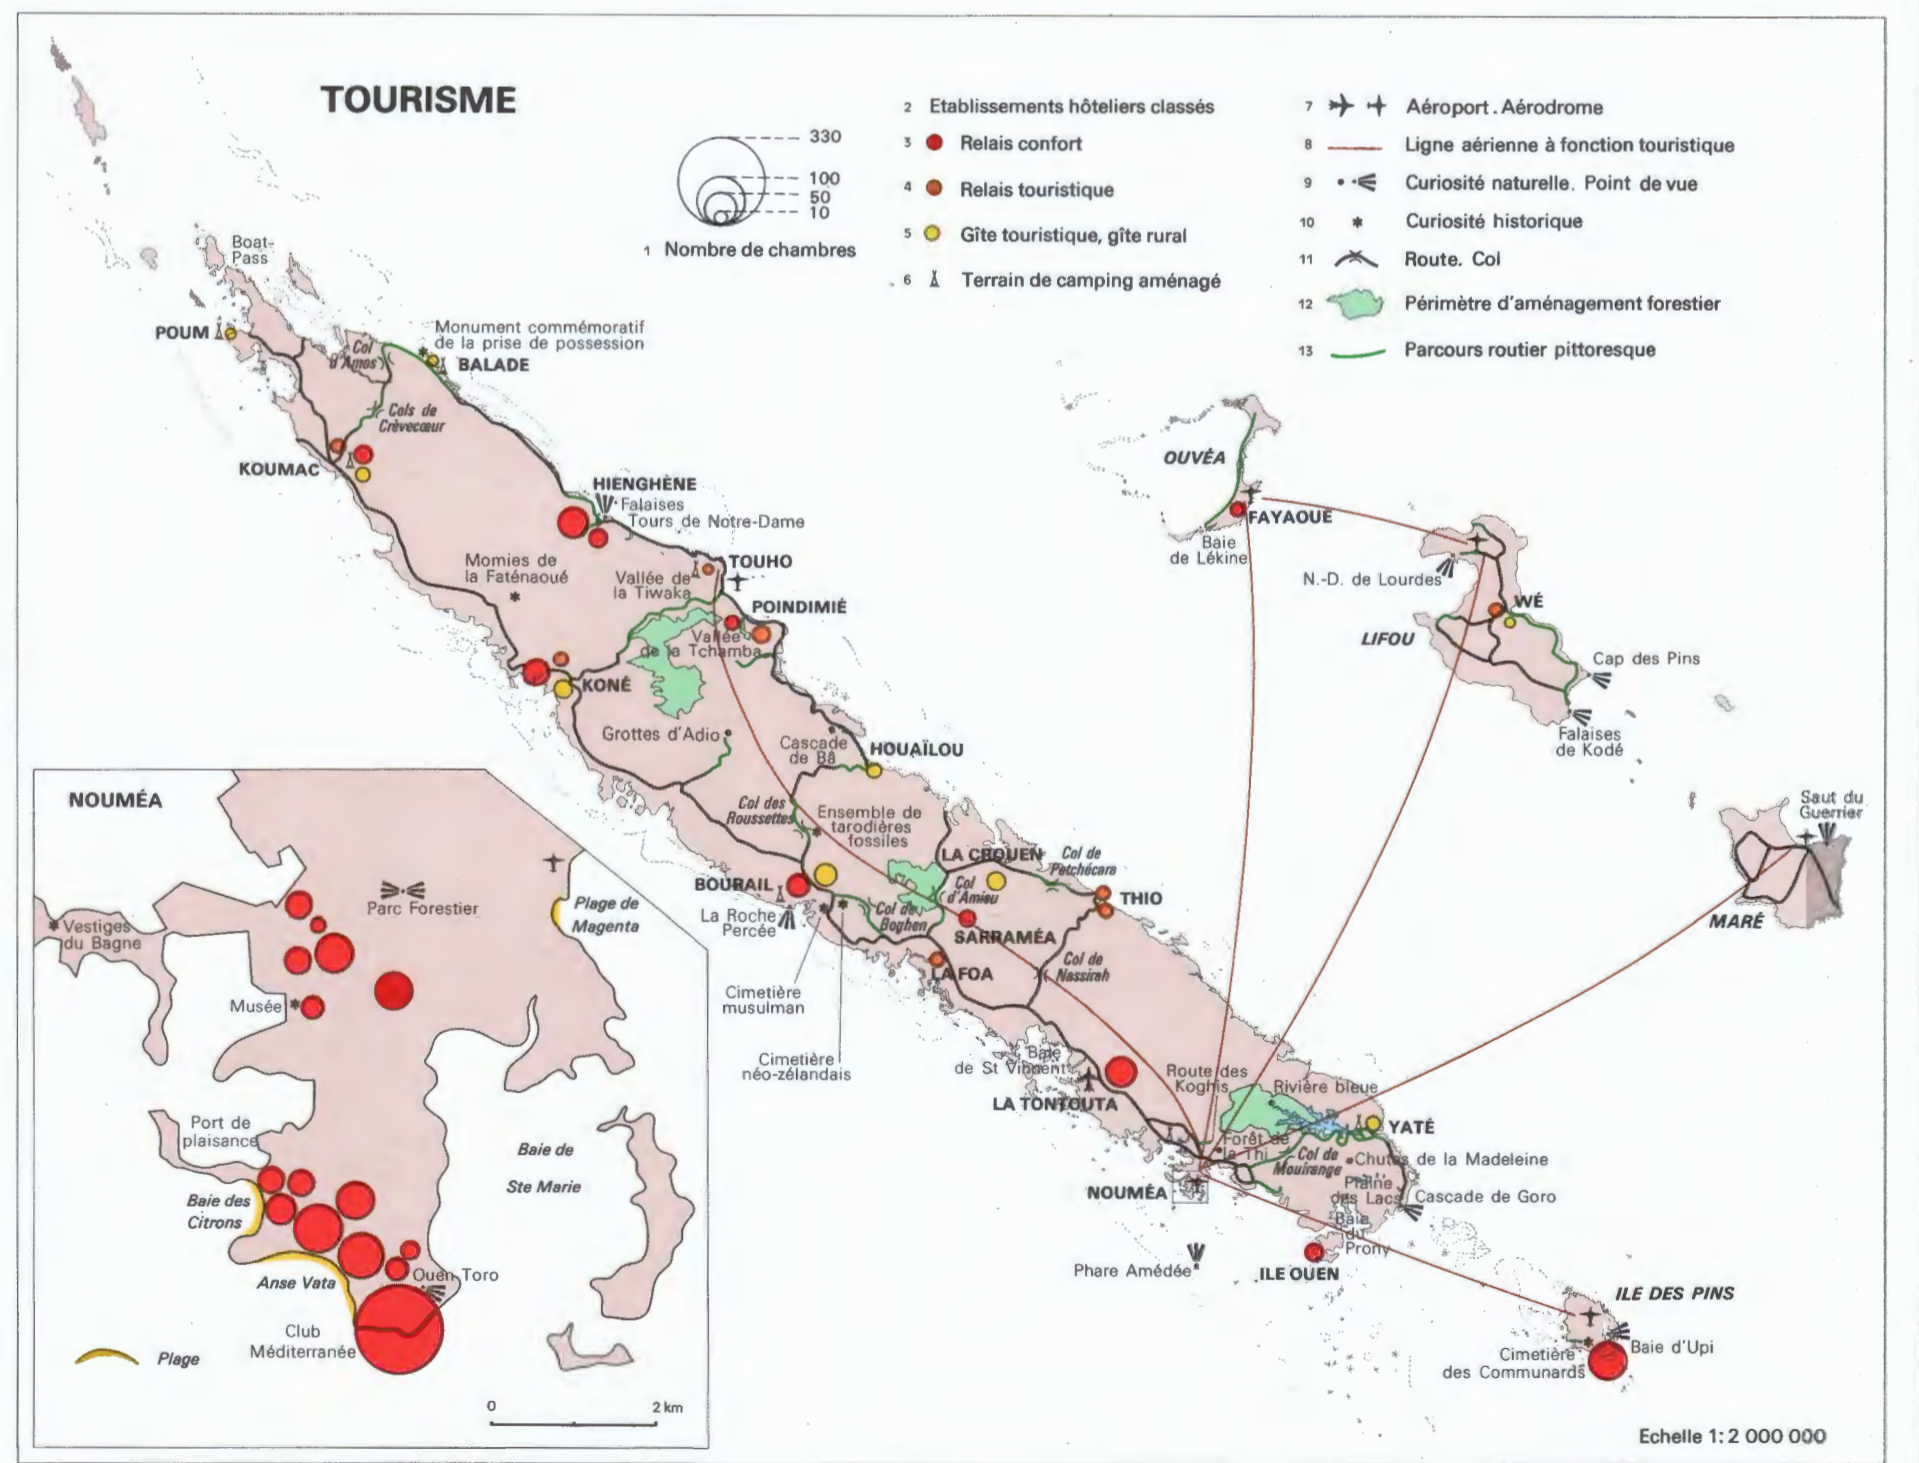 TOURISME
330
100
50
10
1 Nombre de chambres
2 Etablissements hôteliers classés
3 Relais confort
4 Relais touristique
5 Gîte touristique, gîte rural
6 Terrain de camping aménagé
7 Aéroport. Aérodrome
8 Ligne aérienne à fonction touristique
9 Curiosité naturelle. Point de vue
10 Curiosité historique
11 Route. Col
12 Périmètre d'aménagement forestier
13 Parcours routier pittoresque
Boat-
Pass
POUM
Col
d'Amos
Monument commémoratif
de la prise de possession
BALADE
Cols de
Crèvecœur
KOUMAC
HIENGHÈNE
Falaises
Tours de Notre-Dame
Momies de
la Faténaoué
TOUHO
Vallée de
la Tiwaka
POINDIMIÉ
Vallée
de la Tchamba
KONÉ
Grottes d'Adio
Cascade
de Bâ
HOUAÏLOU
Col des
Roussettes
Ensemble de
tarodières
fossiles
LA CROUEN
Col de
Petchécara
BOURAIL
Col
d'Amieu
THIO
La Roche
Percée
Col de
Boghen
SARRAMÉA
LA FOA
Col de
Nassirah
Cimetière
musulman
Cimetière
néo-zélandais
Baie
de St Vincent
LA TONTOUTA
Route des
Koghis
Rivière bleue
YATÉ
Forêt de
la Thi
Col de
Mouirange
Chutes de la Madeleine
NOUMÉA
Plaine
des Lacs
Cascade de Goro
Baie
du
Prony
Phare Amédée
ILE OUEN
ILE DES PINS
Baie d'Upi
Cimetière
des Communards
OUVÉA
FAYAOUÉ
Baie
de Lékine
N.-D. de Lourdes
WÉ
LIFOU
Cap des Pins
Falaises
de Kodé
Saut du
Guerrier
MARÉ
NOUMÉA
Parc Forestier
Plage de
Magenta
Vestiges
du Bagne
Musée
Port de
plaisance
Baie de
Ste Marie
Baie des
Citrons
Anse Vata
Ouen Toro
Club
Méditerranée
Plage
0
2 km
Echelle 1: 2 000 000